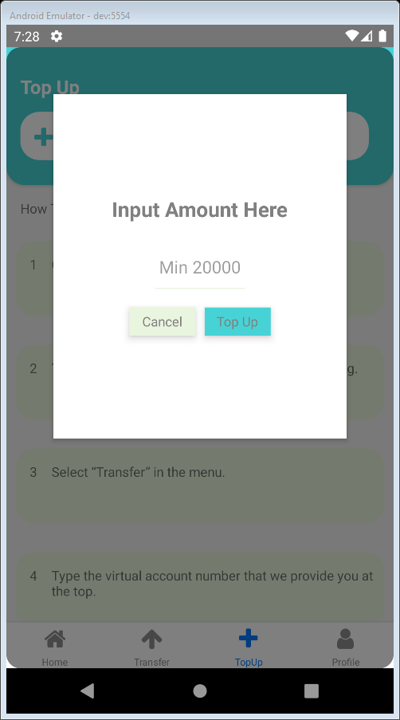 Android Emulator - dev:5554
7:28
Top Up
Input Amount Here
Min 20000
Cancel
Top Up
How
1
2
g.
3 Select “Transfer” in the menu.
4 Type the virtual account number that we provide you at
the top.
Home
Transfer
TopUp
Profile